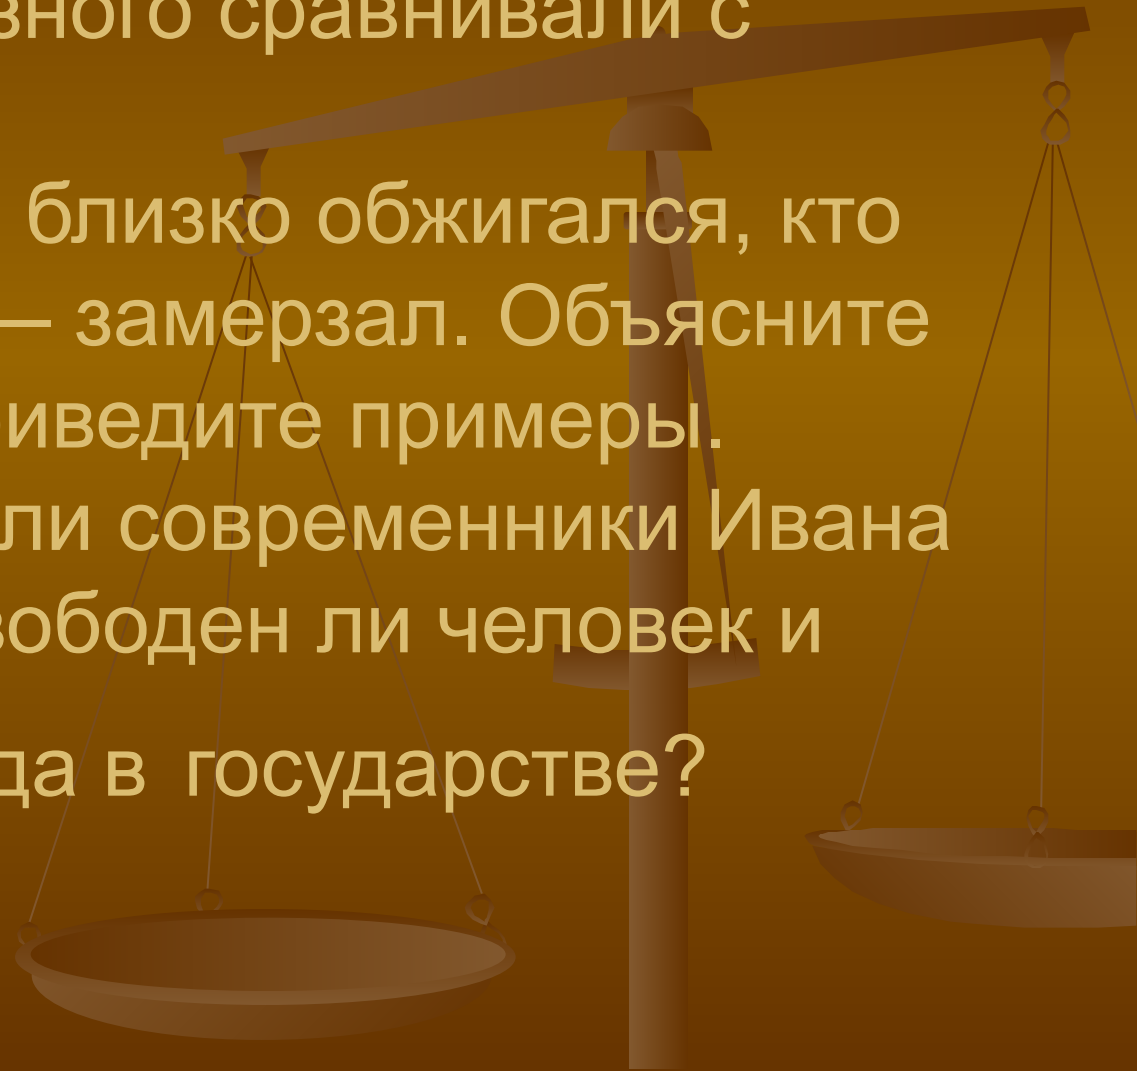 зного сравнивали с
близко обжигался, кто
— замерзал. Объясните
иведите примеры.
ли современники Ивана
вободен ли человек и
да в государстве?